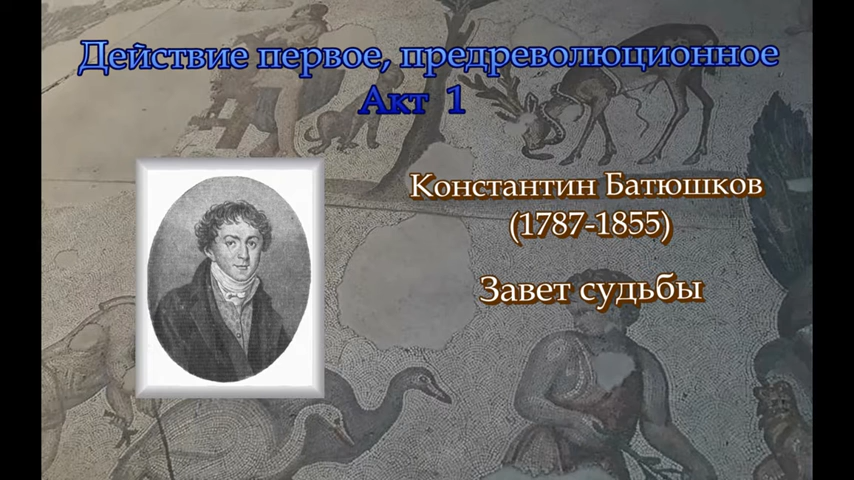 Действие первое, предреволюционное
Акт 1
Константин Батюшков
(1787-1855)
Завет судьбы